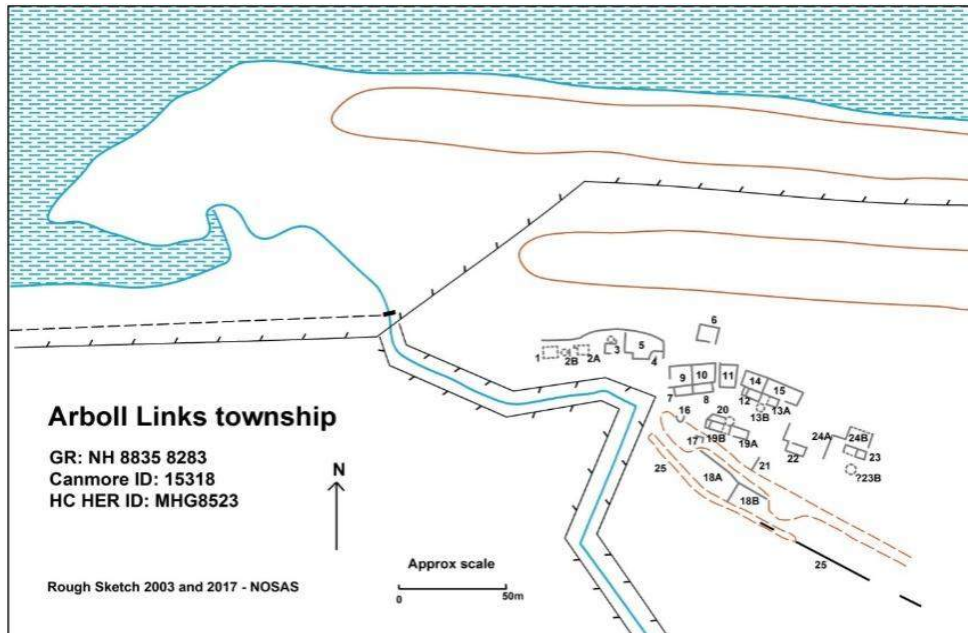 6
5
1
2B
2A
3
4
9
10
11
14
15
7
8
12
13A
13B
16
20
17
19B
19A
24A
24B
22
23
?23B
25
18A
21
18B
25
Arboll Links township
GR: NH 8835 8283
Canmore ID: 15318
HC HER ID: MHG8523
N
Approx scale
0 50m
Rough Sketch 2003 and 2017 - NOSAS